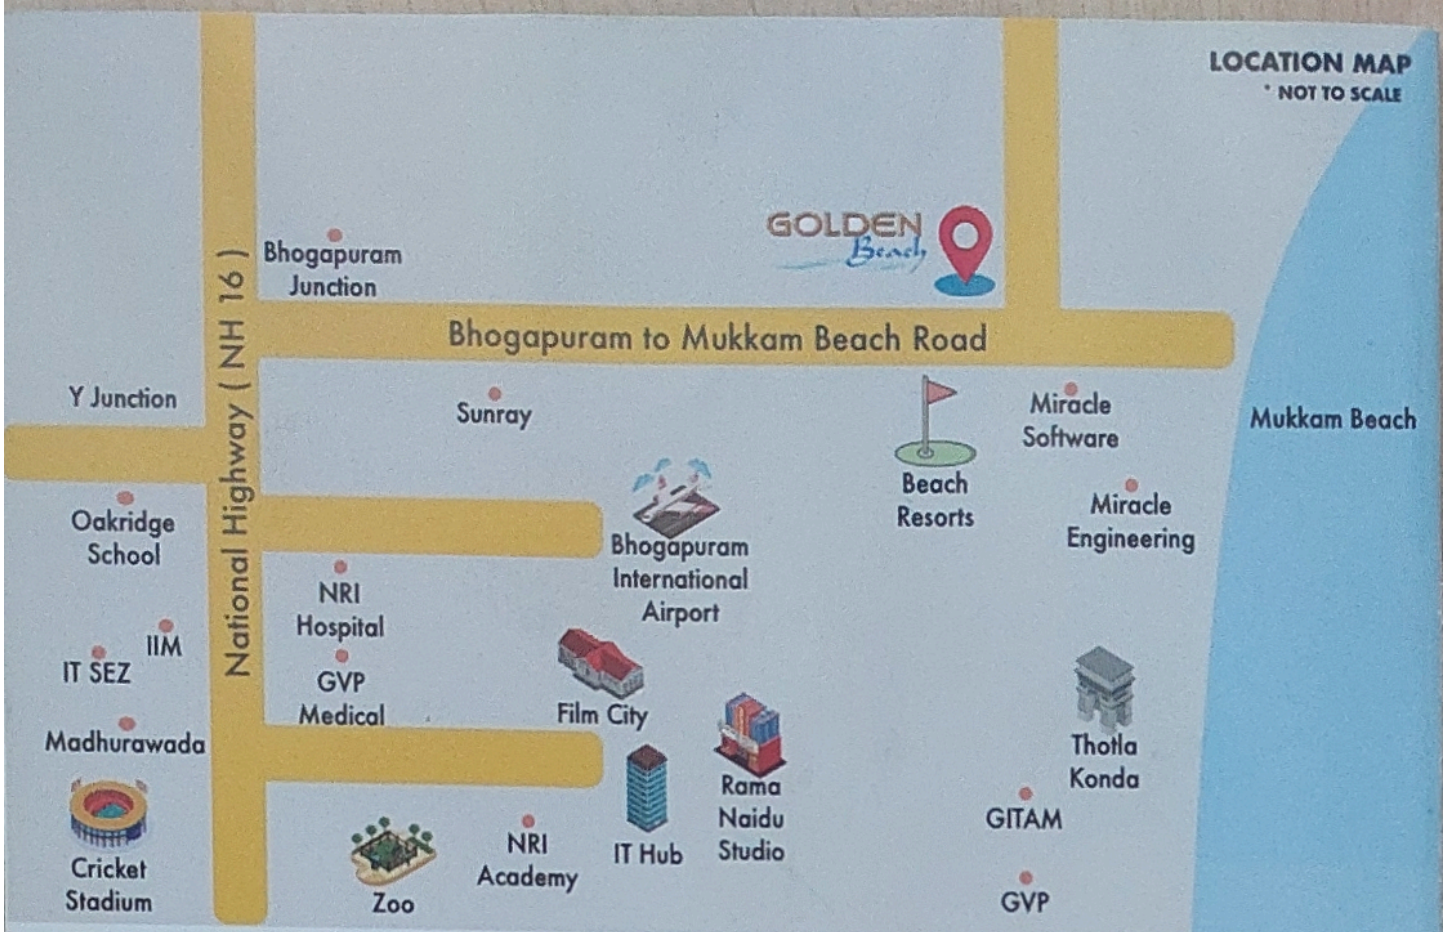 LOCATION MAP
* NOT TO SCALE
GOLDEN
Beach
Bhogapuram
Junction
National Highway ( NH 16 )
Bhogapuram to Mukkam Beach Road
Y Junction
Sunray
Miracle
Software
Mukkam Beach
Beach
Resorts
Miracle
Engineering
Oakridge
School
Bhogapuram
International
Airport
NRI
Hospital
IIM
IT SEZ
GVP
Medical
Film City
Madhurawada
Thotla
Konda
Rama
Naidu
Studio
GITAM
Cricket
Stadium
Zoo
NRI
Academy
IT Hub
GVP